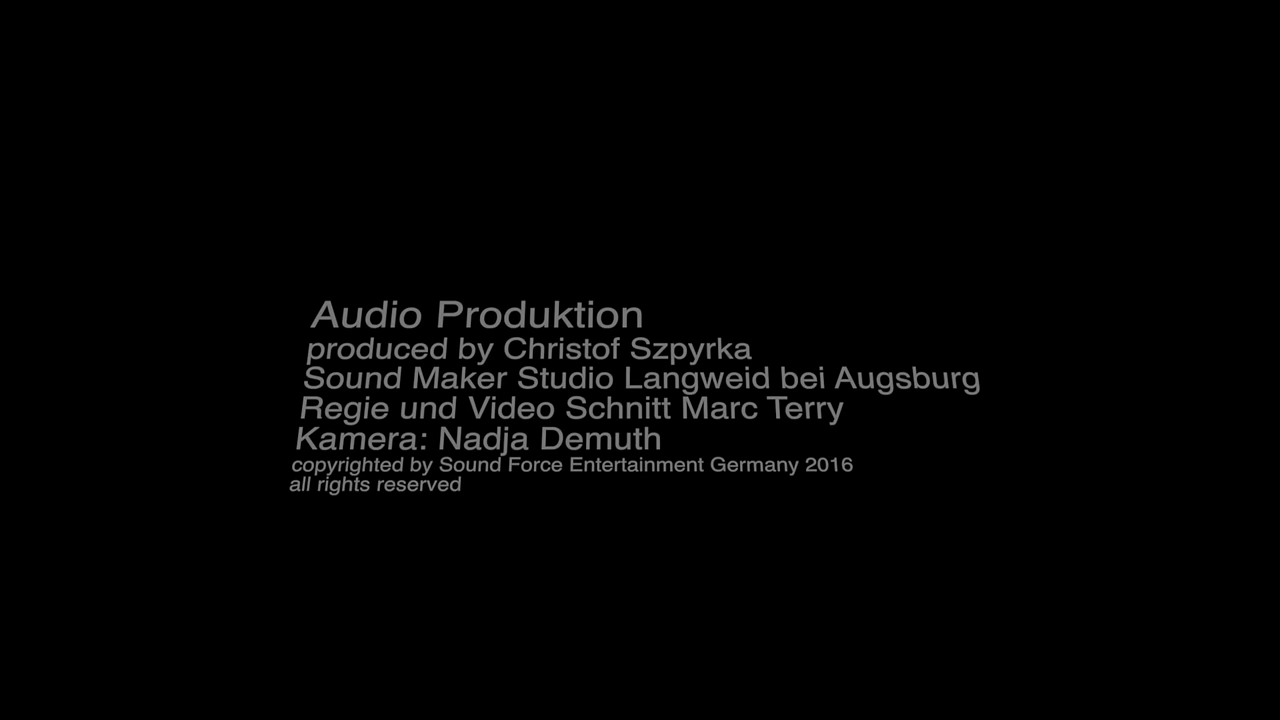 Audio Produktion
produced by Christof Szpyrka
Sound Maker Studio Langweid bei Augsburg
Regie und Video Schnitt Marc Terry
Kamera: Nadja Demuth
copyrighted by Sound Force Entertainment Germany 2016
all rights reserved